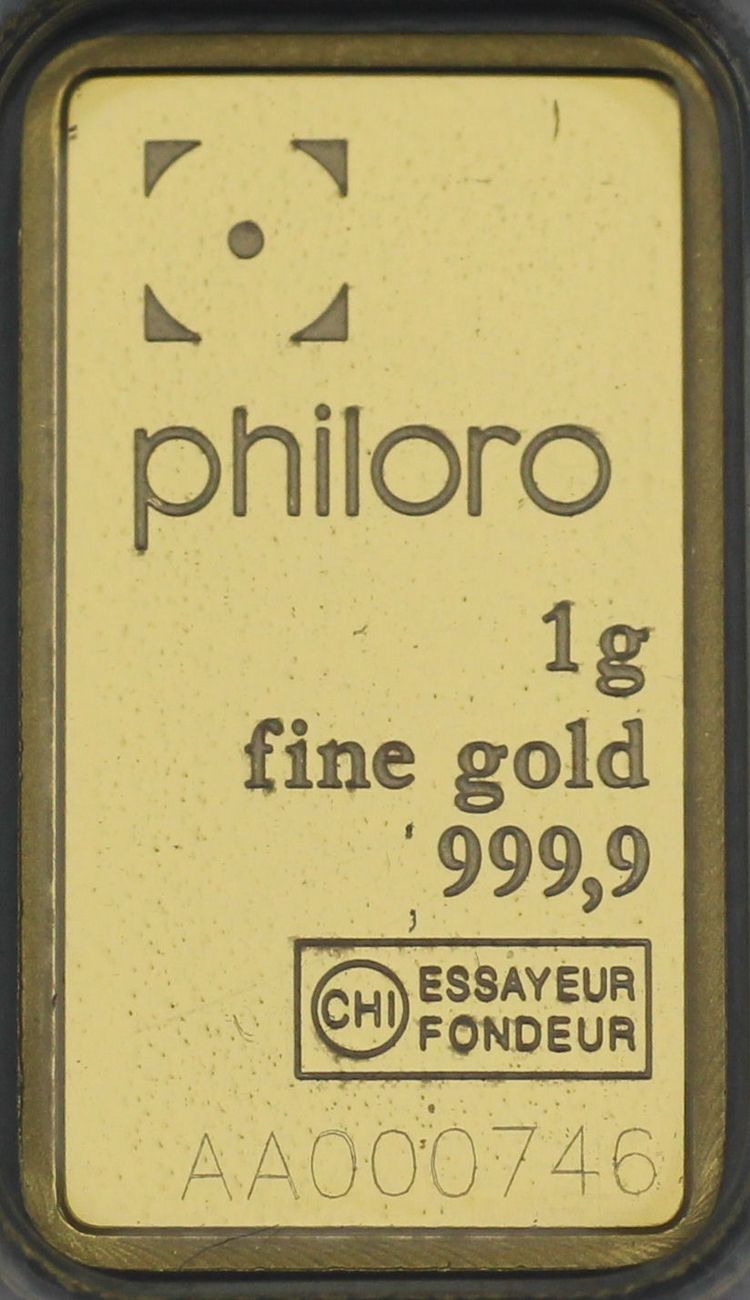 philoro
1g
fine gold
999,9
CHI ESSAYEUR
FONDEUR
AA000746